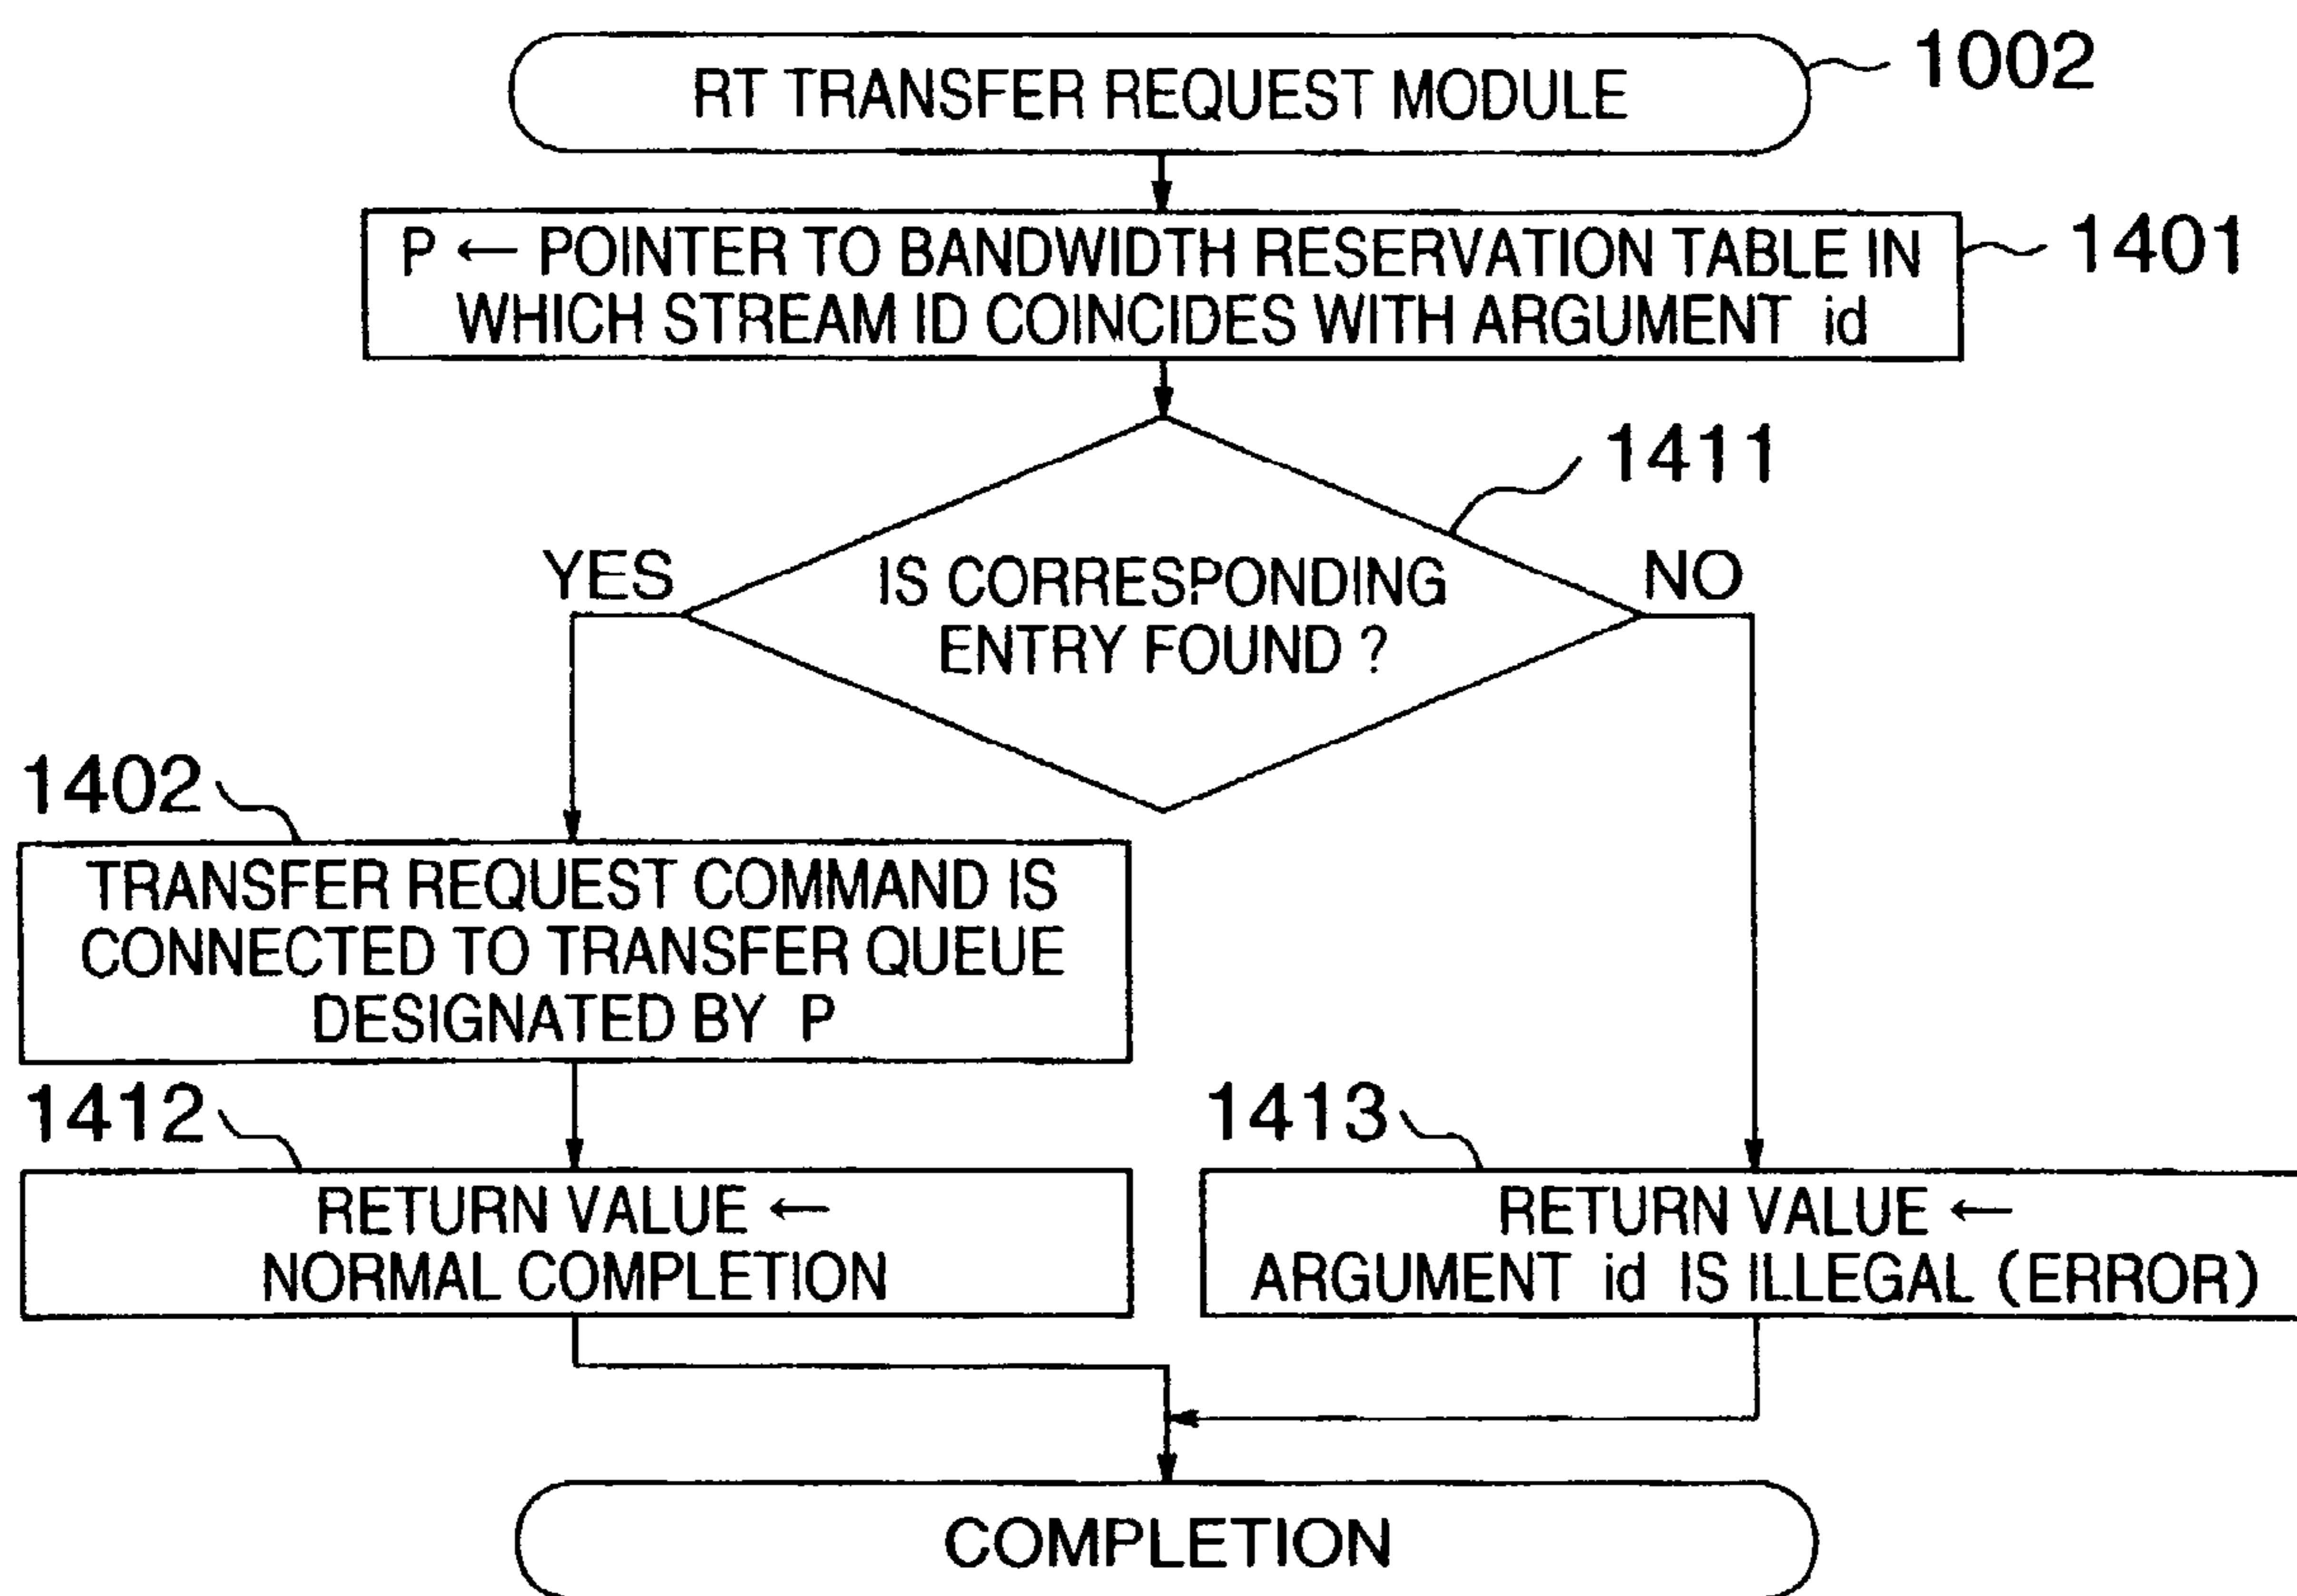 RT TRANSFER REQUEST MODULE
1002
P ← POINTER TO BANDWIDTH RESERVATION TABLE IN
WHICH STREAM ID COINCIDES WITH ARGUMENT id
1401
1411
YES
IS CORRESPONDING
ENTRY FOUND ?
NO
1402
TRANSFER REQUEST COMMAND IS
CONNECTED TO TRANSFER QUEUE
DESIGNATED BY P
1412
RETURN VALUE ←
NORMAL COMPLETION
1413
RETURN VALUE ←
ARGUMENT id IS ILLEGAL (ERROR)
COMPLETION